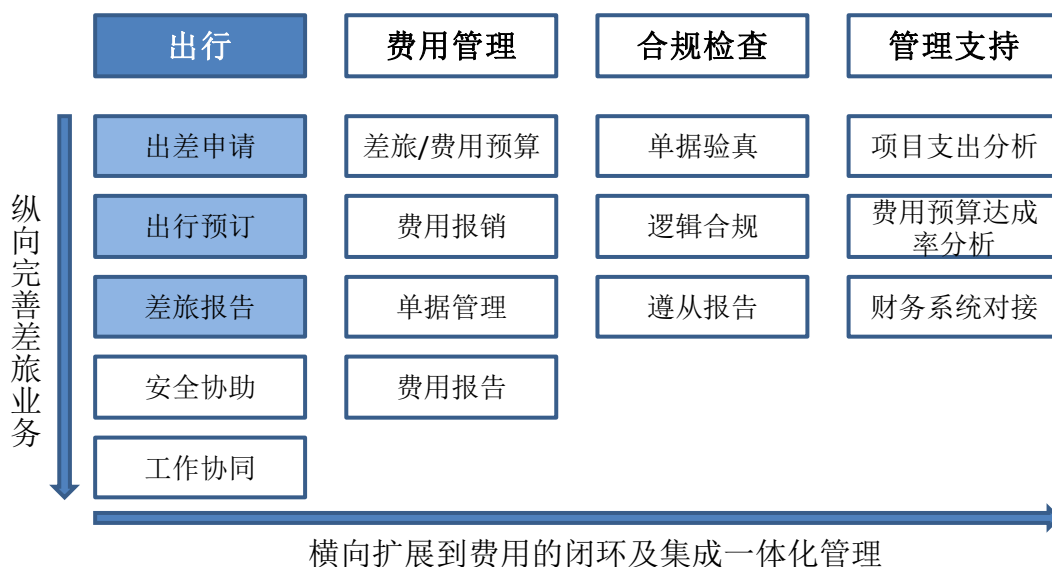 出行
费用管理
合规检查
管理支持
出差申请
差旅/费用预算
单据验真
项目支出分析
出行预订
费用报销
逻辑合规
费用预算达成
率分析
差旅报告
单据管理
遵从报告
财务系统对接
安全协助
费用报告
工作协同
纵向完善差旅业务
横向扩展到费用的闭环及集成一体化管理